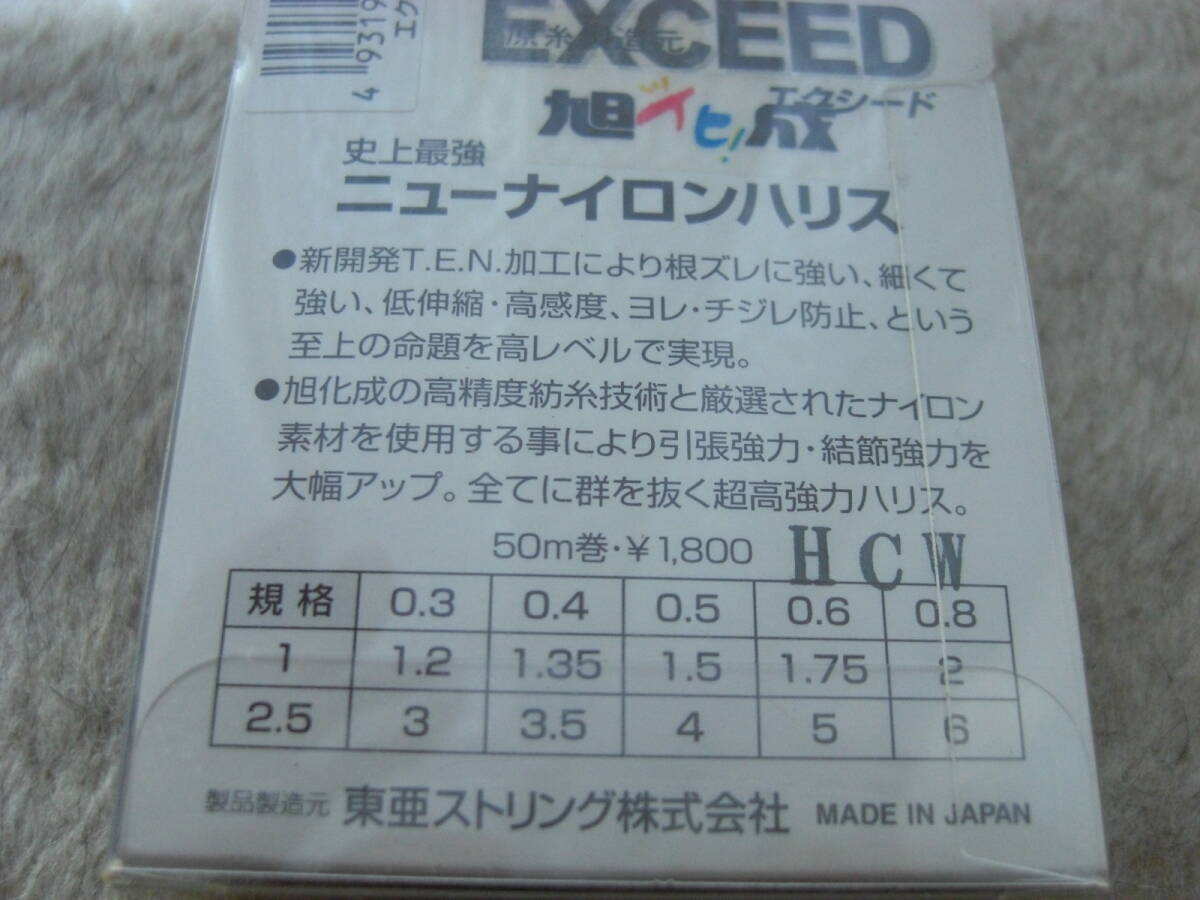 EXCEED
原糸製造元
エクシード
旭イヒ!成
4 9319
エク
史上最強
ニューナイロンハリス
●新開発T.E.N.加工により根ズレに強い、細くて
強い、低伸縮・高感度、ヨレ・チジレ防止、という
至上の命題を高レベルで実現。
●旭化成の高精度紡糸技術と厳選されたナイロン
素材を使用する事により引張強力・結節強力を
大幅アップ。全てに群を抜く超高強力ハリス。
50m巻・¥1,800 HCW
規格 0.3 0.4 0.5 0.6 0.8
1 1.2 1.35 1.5 1.75 2
2.5 3 3.5 4 5 6
製品製造元 東亜ストリング株式会社 MADE IN JAPAN